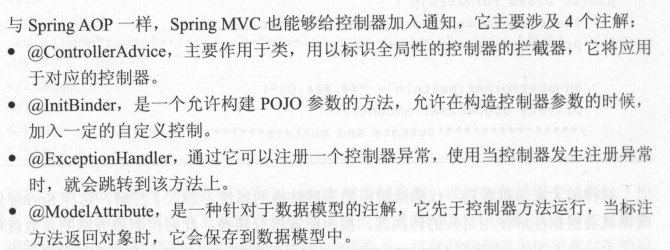 与 Spring AOP 一样，Spring MVC 也能够给控制器加入通知，它主要涉及 4 个注解：
● @ControllerAdvice，主要作用于类，用以标识全局性的控制器的拦截器，它将应用
于对应的控制器。
● @InitBinder，是一个允许构建 POJO 参数的方法，允许在构造控制器参数的时候，
加入一定的自定义控制。
● @ExceptionHandler，通过它可以注册一个控制器异常，使用当控制器发生注册异常
时，就会跳转到该方法上。
● @ModelAttribute，是一种针对于数据模型的注解，它先于控制器方法运行，当标注
方法返回对象时，它会保存到数据模型中。